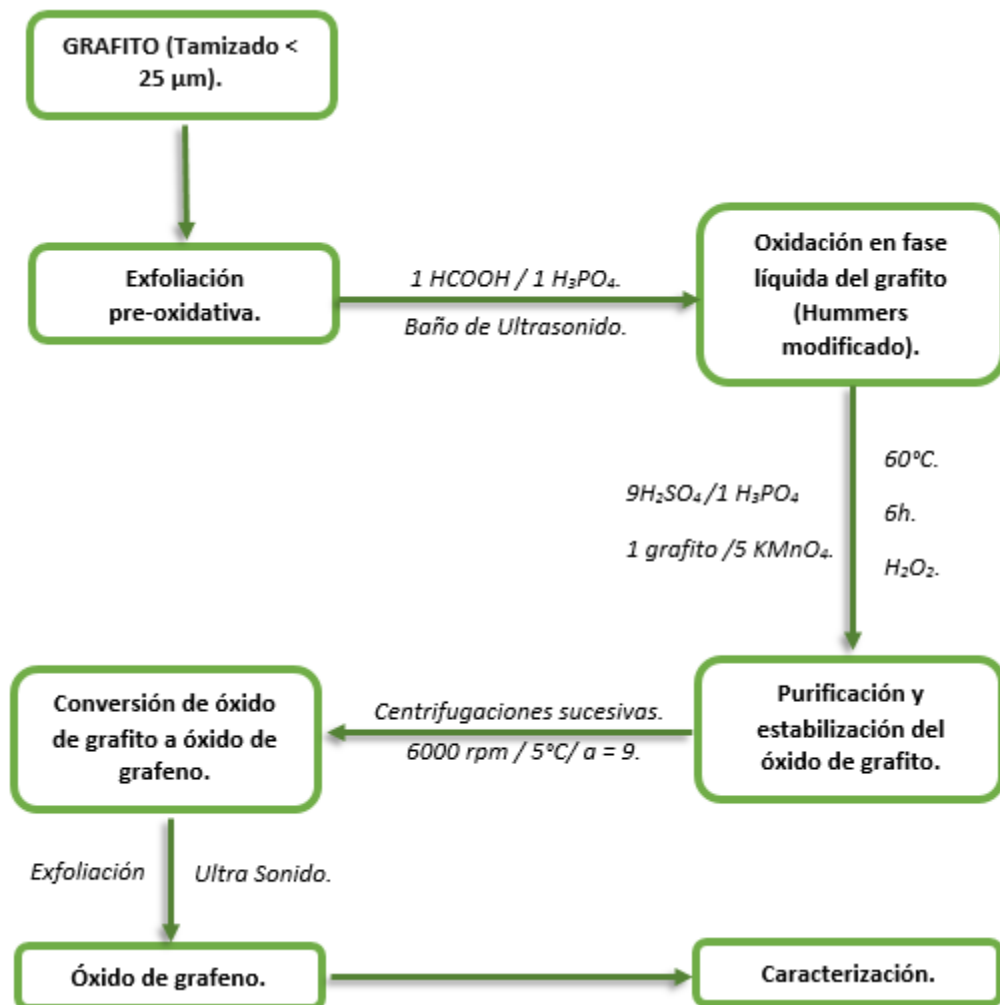 GRAFITO (Tamizado <
25 µm).
Exfoliación
pre-oxidativa.
1 HCOOH / 1 H₃PO₄.
Baño de Ultrasonido.
Oxidación en fase
líquida del grafito
(Hummers
modificado).
9H₂SO₄ /1 H₃PO₄
1 grafito /5 KMnO₄.
60°C.
6h.
H₂O₂.
Purificación y
estabilización del
óxido de grafito.
Centrifugaciones sucesivas.
6000 rpm / 5°C/ a = 9.
Conversión de óxido
de grafito a óxido de
grafeno.
Exfoliación
Ultra Sonido.
Óxido de grafeno.
Caracterización.